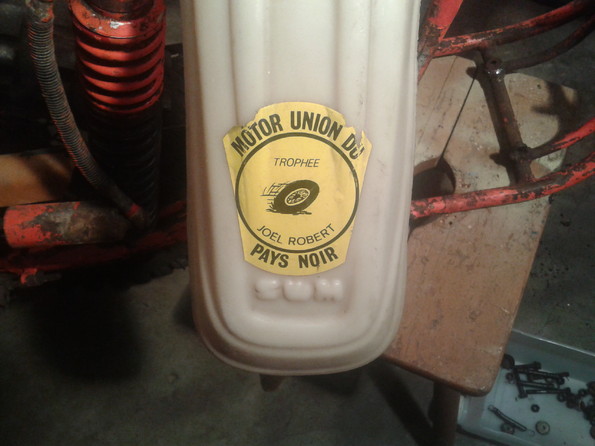 MOTOR UNION DU
TROPHEE
JOEL ROBERT
PAYS NOIR